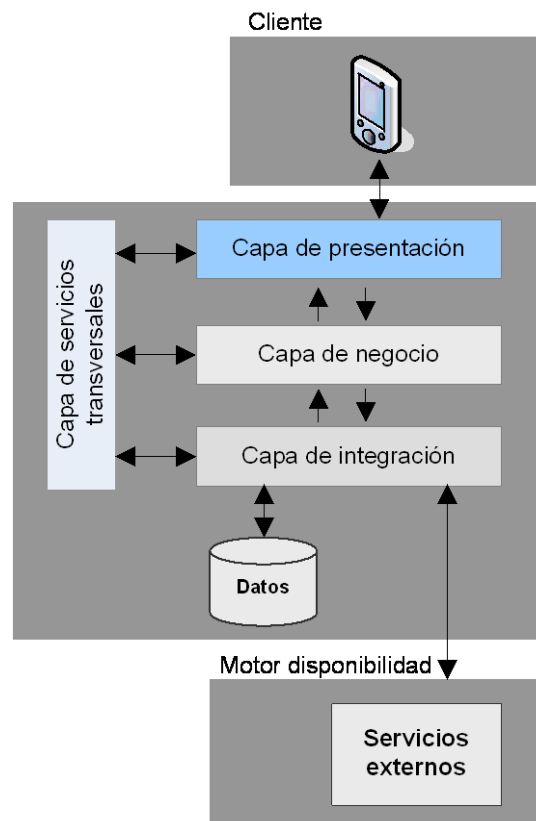 Cliente
Capa de presentación
Capa de servicios
transversales
Capa de negocio
Capa de integración
Datos
Motor disponibilidad
Servicios
externos